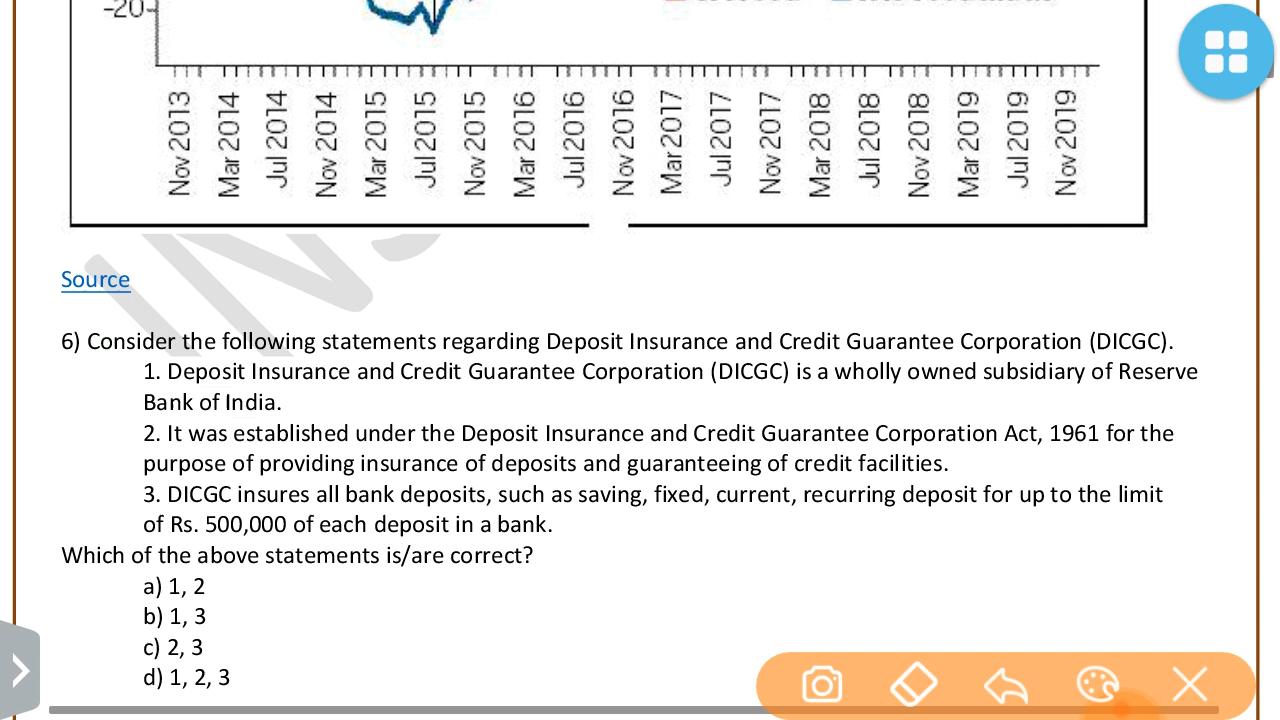 -20
Nov 2013
Mar 2014
Jul 2014
Nov 2014
Mar 2015
Jul 2015
Nov 2015
Mar 2016
Jul 2016
Nov 2016
Mar 2017
Jul 2017
Nov 2017
Mar 2018
Jul 2018
Nov 2018
Mar 2019
Jul 2019
Nov 2019
Source
6) Consider the following statements regarding Deposit Insurance and Credit Guarantee Corporation (DICGC).
1. Deposit Insurance and Credit Guarantee Corporation (DICGC) is a wholly owned subsidiary of Reserve
Bank of India.
2. It was established under the Deposit Insurance and Credit Guarantee Corporation Act, 1961 for the
purpose of providing insurance of deposits and guaranteeing of credit facilities.
3. DICGC insures all bank deposits, such as saving, fixed, current, recurring deposit for up to the limit
of Rs. 500,000 of each deposit in a bank.
Which of the above statements is/are correct?
a) 1, 2
b) 1, 3
c) 2, 3
d) 1, 2, 3